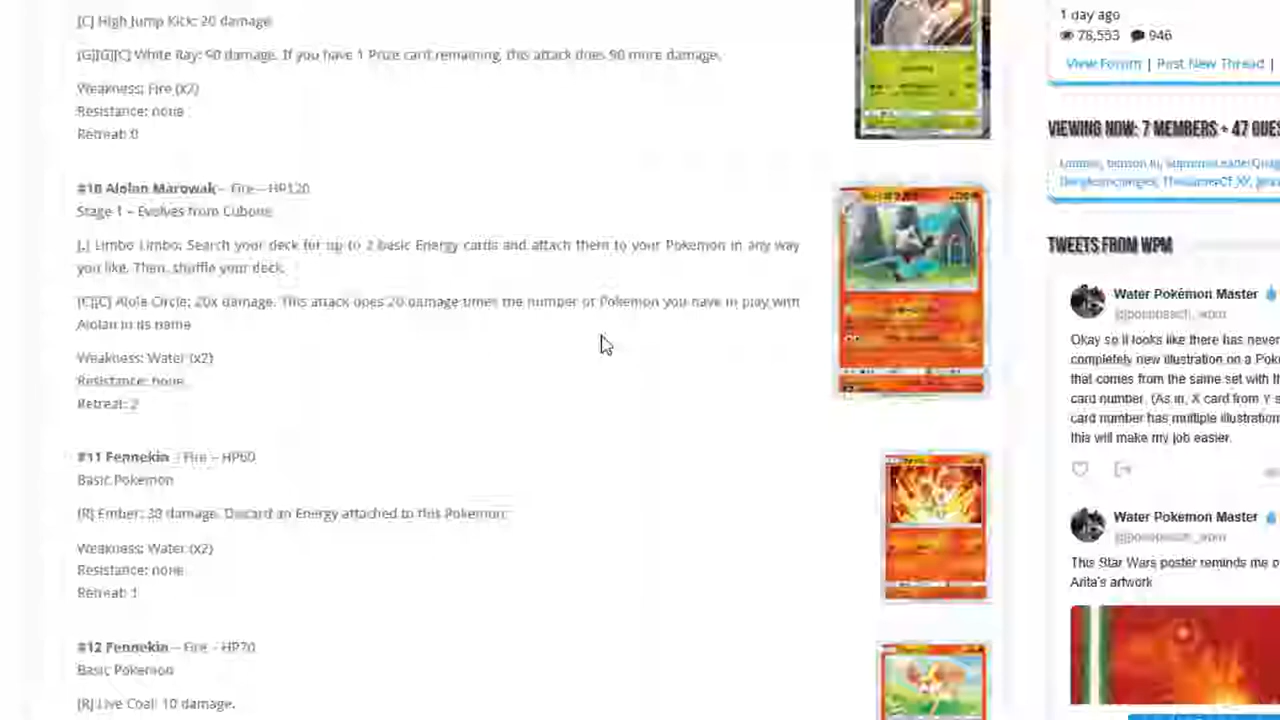 [C] High Jump Kick: 20 damage
[G][G][C] White Ray: 90 damage. If you have 1 Prize card remaining, this attack does 90 more damage.
Weakness: Fire (x2)
Resistance: none
Retreat: 0
#10 Alolan Marowak – Fire – HP120
Stage 1 – Evolves from Cubone
[L] Limbo Limbo: Search your deck for up to 2 basic Energy cards and attach them to your Pokemon in any way
you like. Then, shuffle your deck.
[C][C] Alola Circle: 20x damage. This attack does 20 damage times the number of Pokemon you have in play with
Alolan in its name
Weakness: Water (x2)
Resistance: none
Retreat: 2
#11 Fennekin – Fire – HP60
Basic Pokemon
[R] Ember: 30 damage. Discard an Energy attached to this Pokemon.
Weakness: Water (x2)
Resistance: none
Retreat: 1
#12 Fennekin – Fire – HP70
Basic Pokemon
[R] Live Coal: 10 damage.
1 day ago
78,553 946
View Forum | Post New Thread |
VIEWING NOW: 7 MEMBERS + 47 GUES
TWEETS FROM WPM
Water Pokémon Master
Okay so it looks like there has never
completely new illustration on a Pok
that comes from the same set with th
card number. (As in, X card from Y s
card number has multiple illustration
this will make my job easier.
Water Pokémon Master
This Star Wars poster reminds me o
Arita's artwork